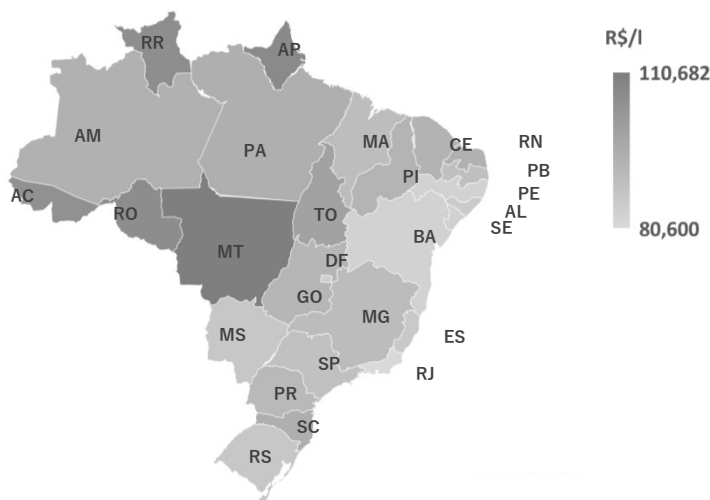 RR
AP
R$/l
110,682
AM
PA
MA
CE
RN
PI
PB
AC
RO
TO
PE
AL
SE
80,600
MT
BA
DF
GO
MG
MS
ES
SP
RJ
PR
SC
RS